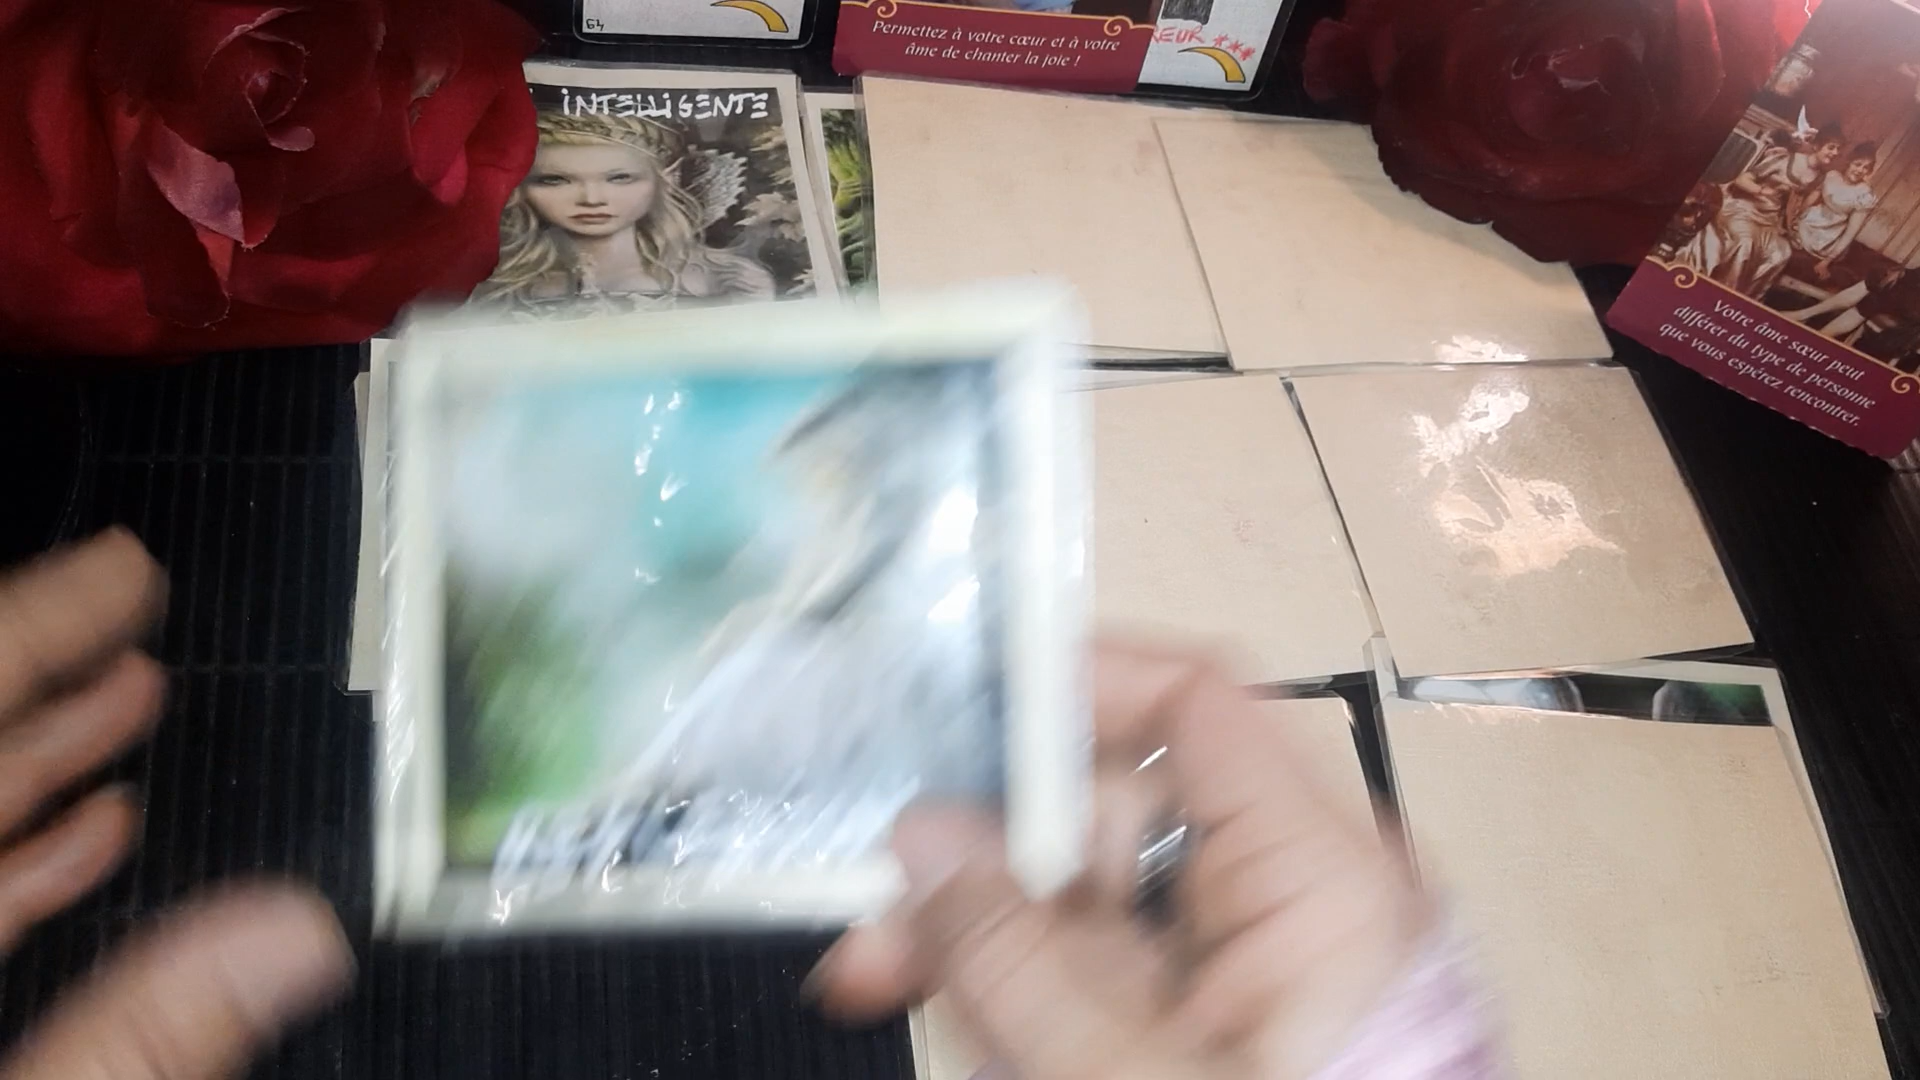 64
Permettez à votre cœur et à votre
âme de chanter la joie !
REUR ***
INTELLIGENTE
Votre âme sœur peut
différer du type de personne
que vous espérez rencontrer.